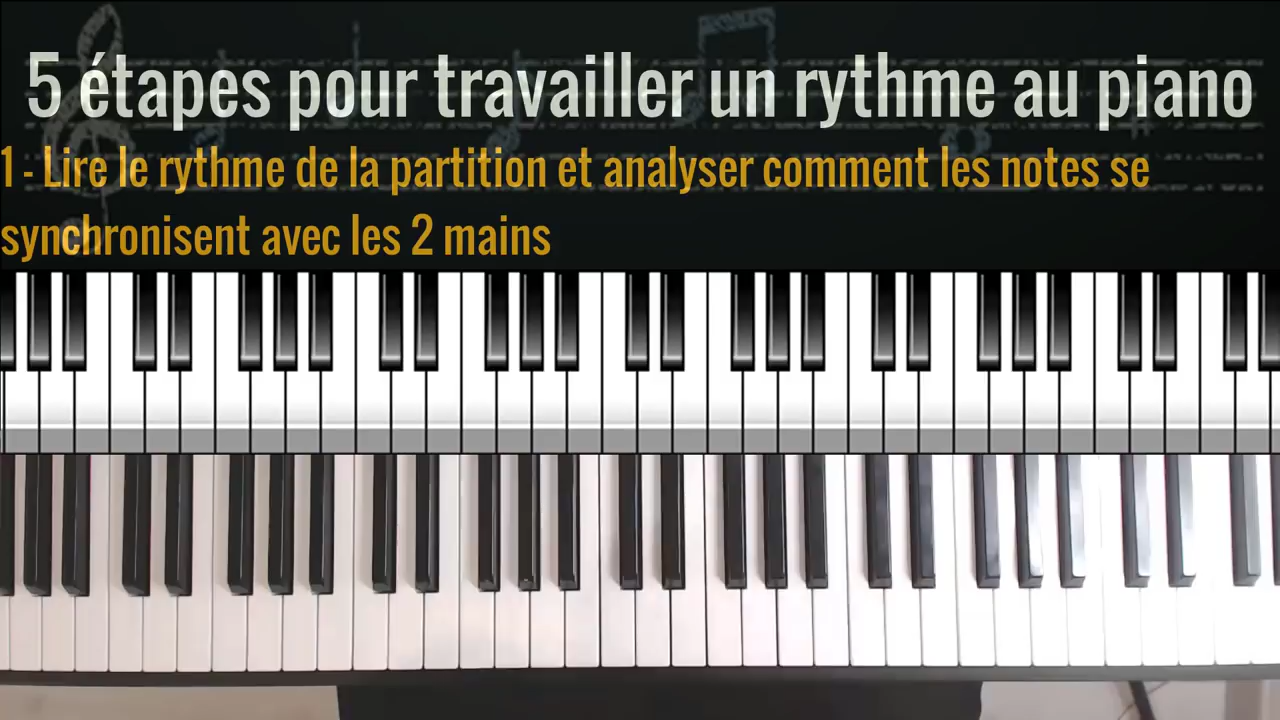 5 étapes pour travailler un rythme au piano
1 - Lire le rythme de la partition et analyser comment les notes se
synchronisent avec les 2 mains